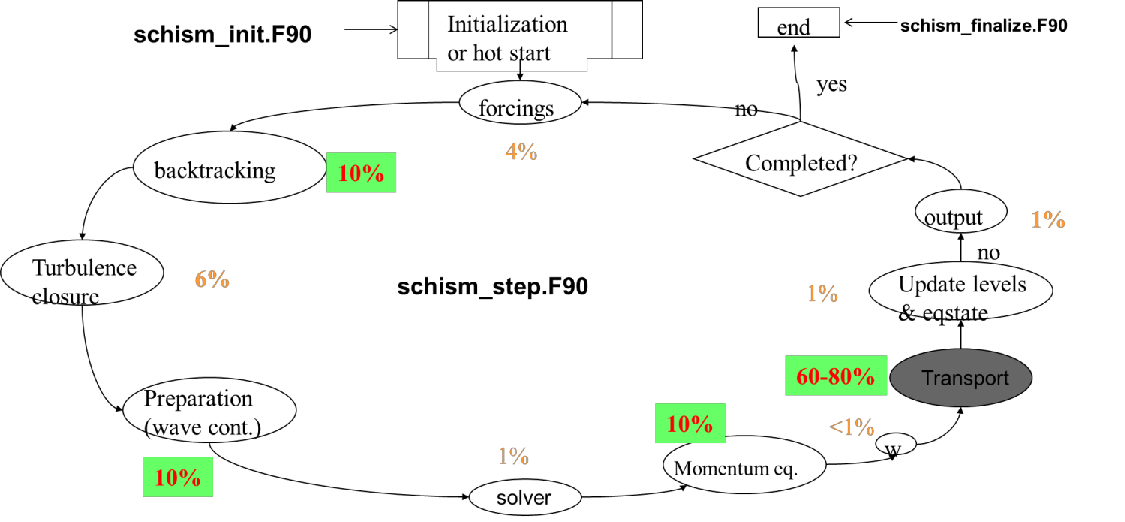 schism_init.F90
Initialization
or hot start
end
schism_finalize.F90
yes
no
forcings
4%
backtracking
10%
Completed?
output
1%
no
Turbulence
closure
6%
schism_step.F90
1%
Update levels
& eqstate
60-80%
Transport
Preparation
(wave cont.)
10%
1%
solver
10%
Momentum eq.
<1%
w